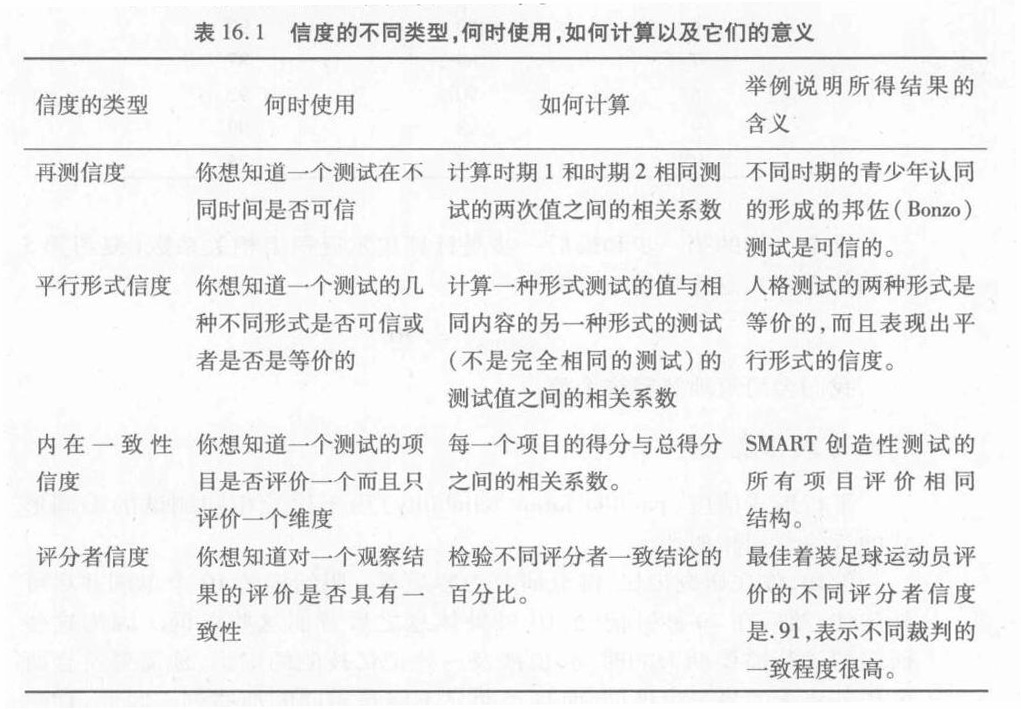 表 16.1 信度的不同类型,何时使用,如何计算以及它们的意义
信度的类型
何时使用
如何计算
举例说明所得结果的
含义
再测信度
你想知道一个测试在不
同时间是否可信
计算时期 1 和时期 2 相同测
试的两次值之间的相关系数
不同时期的青少年认同
的形成的邦佐(Bonzo)
测试是可信的。
平行形式信度
你想知道一个测试的几
种不同形式是否可信或
者是否是等价的
计算一种形式测试的值与相
同内容的另一种形式的测试
(不是完全相同的测试)的
测试值之间的相关系数
人格测试的两种形式是
等价的,而且表现出平
行形式的信度。
内在一致性
信度
你想知道一个测试的项
目是否评价一个而且只
评价一个维度
每一个项目的得分与总得分
之间的相关系数。
SMART 创造性测试的
所有项目评价相同
结构。
评分者信度
你想知道对一个观察结
果的评价是否具有一
致性
检验不同评分者一致结论的
百分比。
最佳着装足球运动员评
价的不同评分者信度
是.91,表示不同裁判的
一致程度很高。